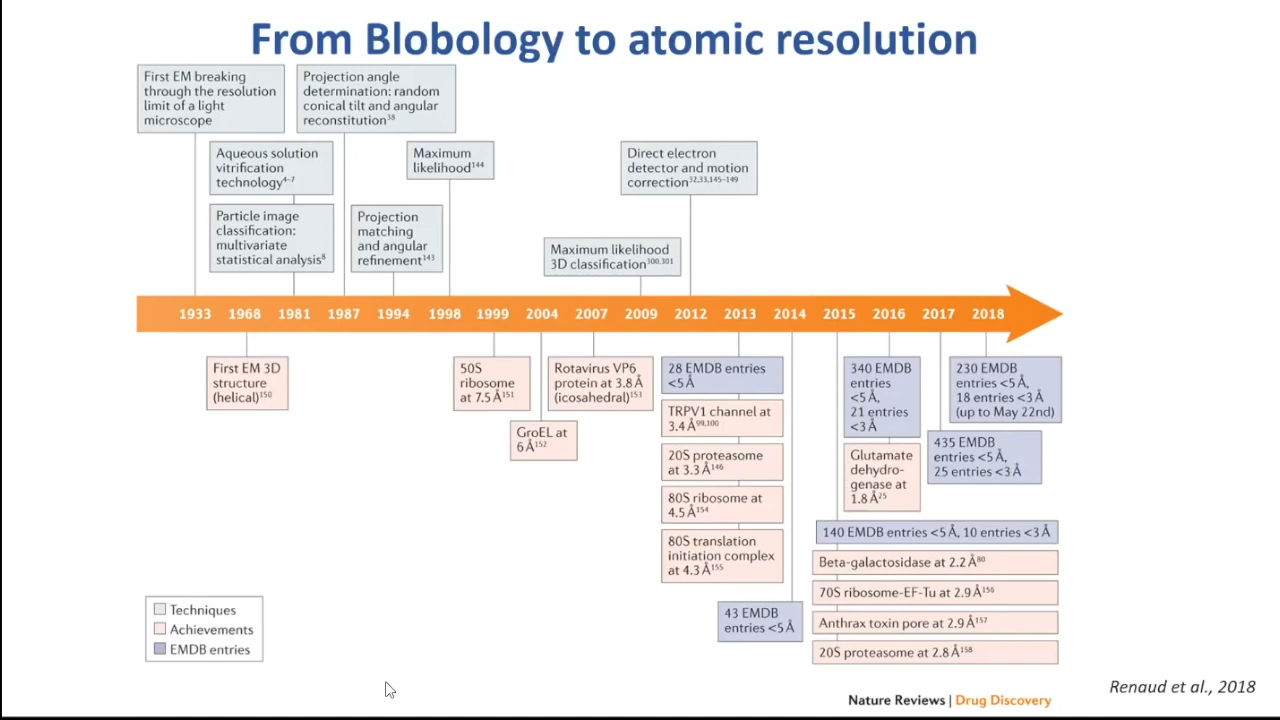 From Blobology to atomic resolution
First EM breaking
through the resolution
limit of a light
microscope
Projection angle
determination: random
conical tilt and angular
reconstitution³⁸
Aqueous solution
vitrification
technology⁴⁻⁷
Maximum
likelihood¹⁴⁴
Direct electron
detector and motion
correction³²,³³,¹⁴⁵⁻¹⁴⁹
Particle image
classification:
multivariate
statistical analysis⁸
Projection
matching
and angular
refinement¹⁴³
Maximum likelihood
3D classification³⁰⁰,³⁰¹
1933 1968 1981 1987 1994 1998 1999 2004 2007 2009 2012 2013 2014 2015 2016 2017 2018
First EM 3D
structure
(helical)¹⁵⁰
50S
ribosome
at 7.5 Å¹⁵¹
GroEL at
6 Å¹⁵²
Rotavirus VP6
protein at 3.8 Å
(icosahedral)¹⁵³
28 EMDB entries
<5 Å
TRPV1 channel at
3.4 Å⁹⁹,¹⁰⁰
20S proteasome
at 3.3 Å¹⁴⁶
80S ribosome at
4.5 Å¹⁵⁴
80S translation
initiation complex
at 4.3 Å¹⁵⁵
43 EMDB
entries <5 Å
340 EMDB
entries
<5 Å,
21 entries
<3 Å
Glutamate
dehydro-
genase at
1.8 Å²⁵
230 EMDB
entries <5 Å,
18 entries <3 Å
(up to May 22nd)
435 EMDB
entries <5 Å,
25 entries <3 Å
140 EMDB entries <5 Å, 10 entries <3 Å
Beta-galactosidase at 2.2 Å⁸⁰
70S ribosome-EF-Tu at 2.9 Å¹⁵⁶
Anthrax toxin pore at 2.9 Å¹⁵⁷
20S proteasome at 2.8 Å¹⁵⁸
Techniques
Achievements
EMDB entries
Renaud et al., 2018
Nature Reviews | Drug Discovery